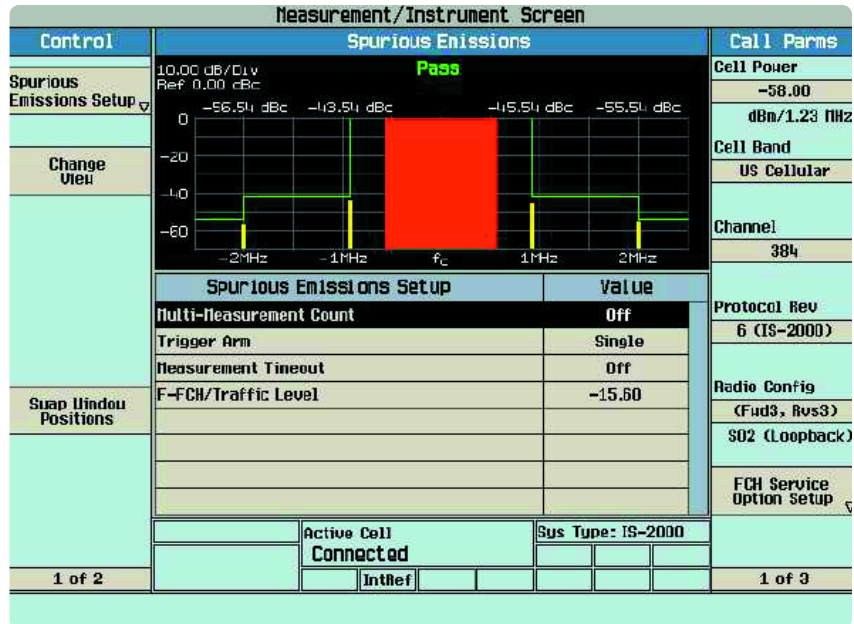 Measurement/Instrument Screen
Control
Spurious Emissions
Call Parms
Spurious
Emissions Setup
Change
View
Swap Window
Positions
1 of 2
10.00 dB/Div
Ref 0.00 dBc
Pass
-56.54 dBc -43.54 dBc -45.54 dBc -55.54 dBc
0
-20
-40
-60
-2MHz -1MHz fc 1MHz 2MHz
Spurious Emissions Setup Value
Multi-Measurement Count Off
Trigger Arm Single
Measurement Timeout Off
F-FCH/Traffic Level -15.60
Active Cell
Connected
Sys Type: IS-2000
IntRef
Cell Power
-58.00
dBm/1.23 MHz
Cell Band
US Cellular
Channel
384
Protocol Rev
6 (IS-2000)
Radio Config
(Fwd3, Rvs3)
SO2 (Loopback)
FCH Service
Option Setup
1 of 3